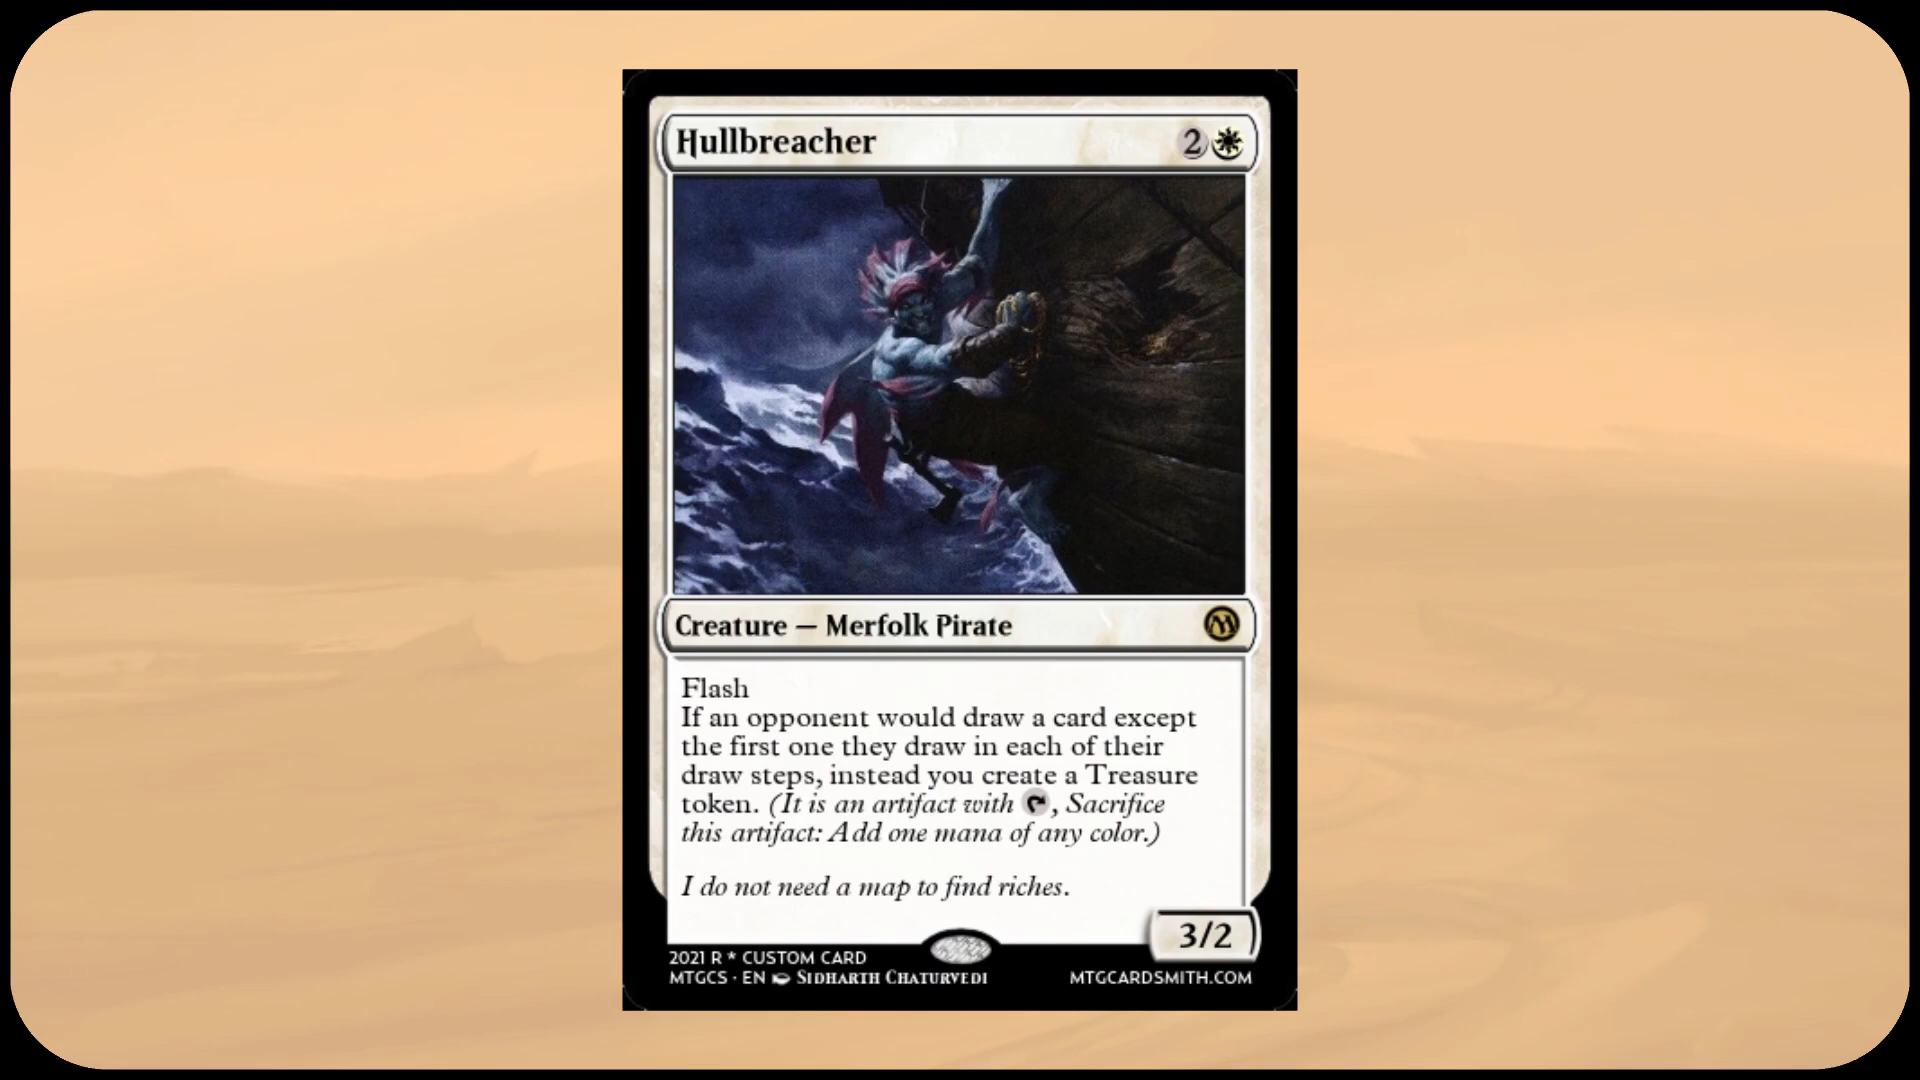 Hullbreacher 2
Creature — Merfolk Pirate
Flash
If an opponent would draw a card except
the first one they draw in each of their
draw steps, instead you create a Treasure
token. (It is an artifact with , Sacrifice
this artifact: Add one mana of any color.)
I do not need a map to find riches.
3/2
2021 R * CUSTOM CARD
MTGCS · EN SIDHARTH CHATURVEDI MTGCARDSMITH.COM